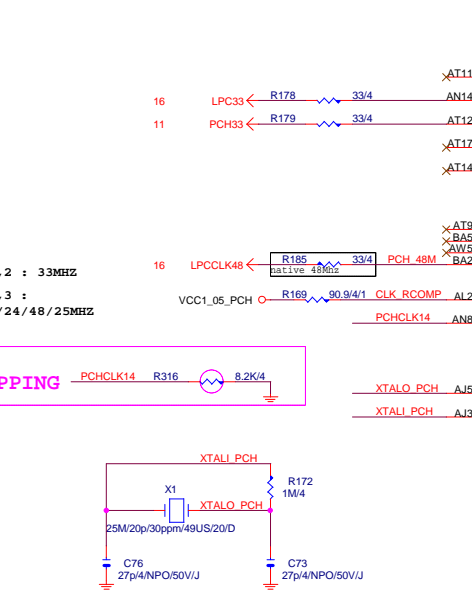 AT11
16 LPC33 R178 33/4 AN14
11 PCH33 R179 33/4 AT12
AT17
AT14
AT9
BA5
AW5
16 LPCCLK48 R185 33/4 PCH_48M BA2
native 48Mhz
,2 : 33MHZ
,3 :
/24/48/25MHZ
VCC1_05_PCH R169 90.9/4/1 CLK_RCOMP AL2
PCHCLK14 AN8
PPING PCHCLK14 R316 8.2K/4
XTALO_PCH AJ5
XTALI_PCH AJ3
XTALI_PCH
X1
R172
1M/4
XTALO_PCH
25M/20p/30ppm/49US/20/D
C76
27p/4/NPO/50V/J
C73
27p/4/NPO/50V/J